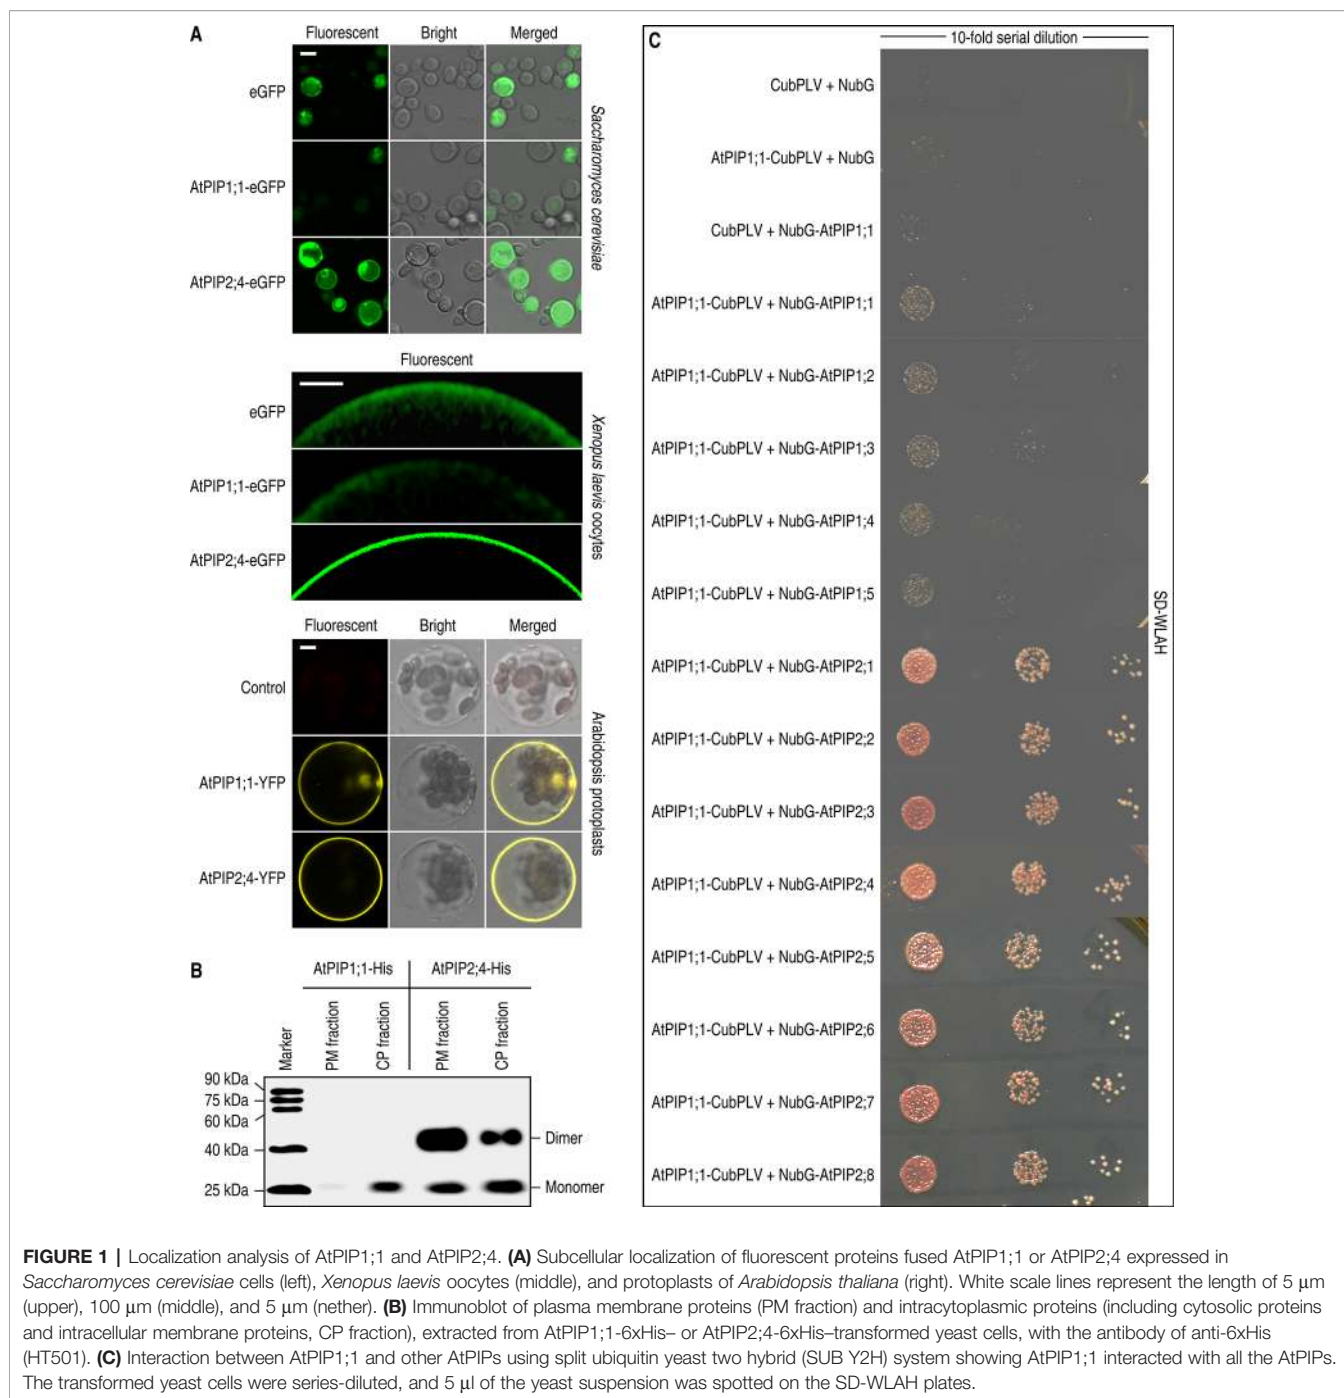 A
Fluorescent Bright Merged
eGFP
AtPIP1;1-eGFP
AtPIP2;4-eGFP
Saccharomyces cerevisiae
Fluorescent
eGFP
AtPIP1;1-eGFP
AtPIP2;4-eGFP
Xenopus laevis oocytes
Fluorescent Bright Merged
Control
AtPIP1;1-YFP
AtPIP2;4-YFP
Arabidopsis protoplasts
B
AtPIP1;1-His AtPIP2;4-His
Marker
PM fraction
CP fraction
PM fraction
CP fraction
90 kDa
75 kDa
60 kDa
40 kDa
25 kDa
Dimer
Monomer
C
10-fold serial dilution
CubPLV + NubG
AtPIP1;1-CubPLV + NubG
CubPLV + NubG-AtPIP1;1
AtPIP1;1-CubPLV + NubG-AtPIP1;1
AtPIP1;1-CubPLV + NubG-AtPIP1;2
AtPIP1;1-CubPLV + NubG-AtPIP1;3
AtPIP1;1-CubPLV + NubG-AtPIP1;4
AtPIP1;1-CubPLV + NubG-AtPIP1;5
AtPIP1;1-CubPLV + NubG-AtPIP2;1
AtPIP1;1-CubPLV + NubG-AtPIP2;2
AtPIP1;1-CubPLV + NubG-AtPIP2;3
AtPIP1;1-CubPLV + NubG-AtPIP2;4
AtPIP1;1-CubPLV + NubG-AtPIP2;5
AtPIP1;1-CubPLV + NubG-AtPIP2;6
AtPIP1;1-CubPLV + NubG-AtPIP2;7
AtPIP1;1-CubPLV + NubG-AtPIP2;8
SD-WLAH
FIGURE 1 | Localization analysis of AtPIP1;1 and AtPIP2;4. (A) Subcellular localization of fluorescent proteins fused AtPIP1;1 or AtPIP2;4 expressed in
Saccharomyces cerevisiae cells (left), Xenopus laevis oocytes (middle), and protoplasts of Arabidopsis thaliana (right). White scale lines represent the length of 5 μm
(upper), 100 μm (middle), and 5 μm (nether). (B) Immunoblot of plasma membrane proteins (PM fraction) and intracytoplasmic proteins (including cytosolic proteins
and intracellular membrane proteins, CP fraction), extracted from AtPIP1;1-6xHis– or AtPIP2;4-6xHis–transformed yeast cells, with the antibody of anti-6xHis
(HT501). (C) Interaction between AtPIP1;1 and other AtPIPs using split ubiquitin yeast two hybrid (SUB Y2H) system showing AtPIP1;1 interacted with all the AtPIPs.
The transformed yeast cells were series-diluted, and 5 μl of the yeast suspension was spotted on the SD-WLAH plates.